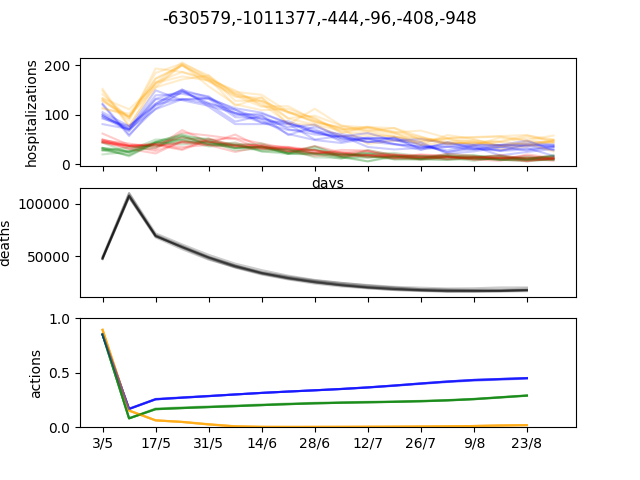 -630579,-1011377,-444,-96,-408,-948
200
100
0
hospitalizations
days
100000
50000
deaths
1.0
0.5
0.0
actions
3/5 17/5 31/5 14/6 28/6 12/7 26/7 9/8 23/8